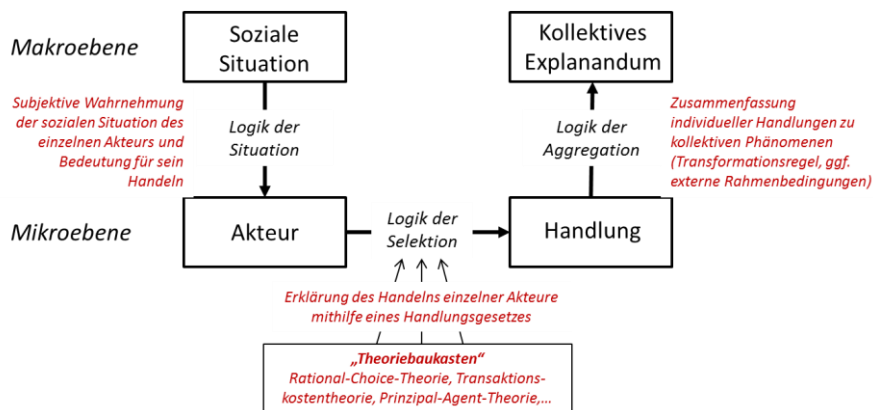 Makroebene
Soziale
Situation
Kollektives
Explanandum
Subjektive Wahrnehmung
der sozialen Situation des
einzelnen Akteurs und
Bedeutung für sein
Handeln
Logik der
Situation
Logik der
Aggregation
Zusammenfassung
individueller Handlungen zu
kollektiven Phänomenen
(Transformationsregel, ggf.
externe Rahmenbedingungen)
Mikroebene
Akteur
Logik der
Selektion
Handlung
Erklärung des Handelns einzelner Akteure
mithilfe eines Handlungsgesetzes
„Theoriebaukasten“
Rational-Choice-Theorie, Transaktions-
kostentheorie, Prinzipal-Agent-Theorie,...